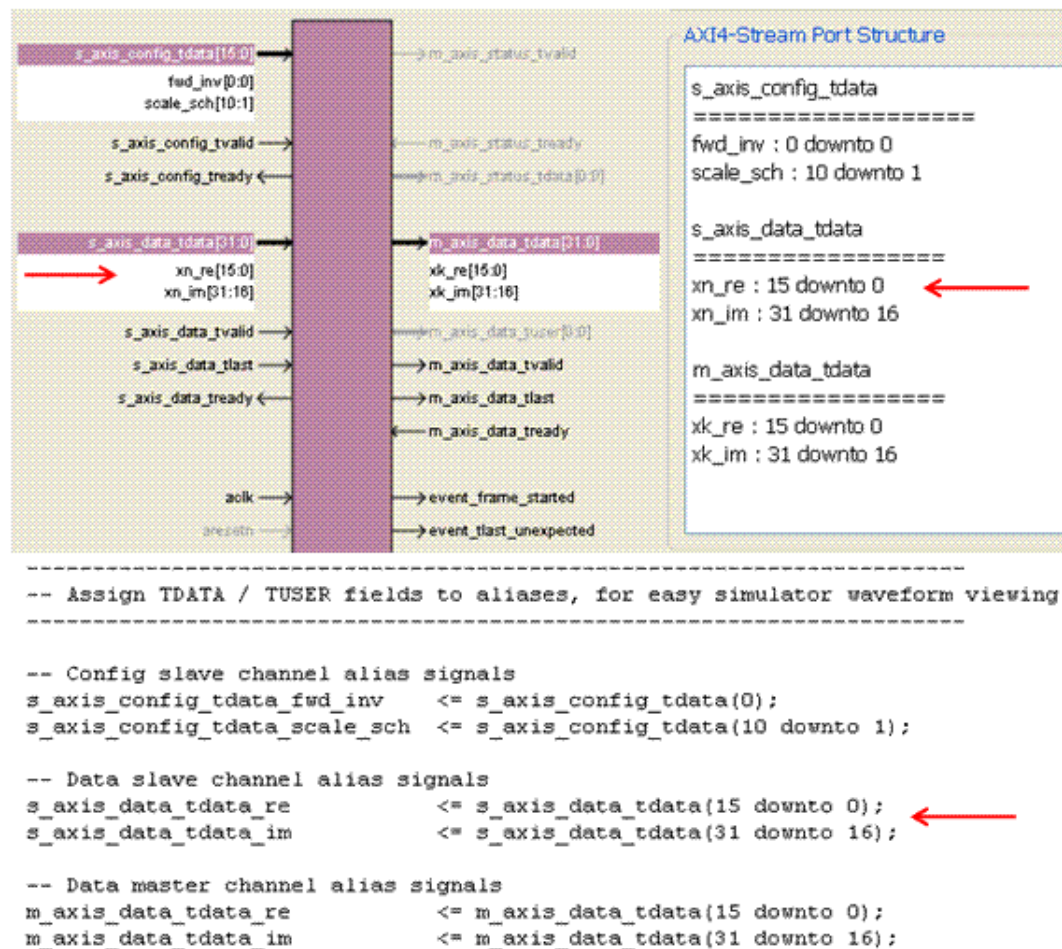 s_axis_config_tdata[15:0]
fwd_inv[0:0]
scale_sch[10:1]
s_axis_config_tvalid
s_axis_config_tready
s_axis_data_tdata[31:0]
xn_re[15:0]
xn_im[31:16]
s_axis_data_tvalid
s_axis_data_tlast
s_axis_data_tready
aclk
aresetn
m_axis_status_tvalid
m_axis_status_tready
m_axis_status_tdata[0:0]
m_axis_data_tdata[31:0]
xk_re[15:0]
xk_im[31:16]
m_axis_data_tuser[0:0]
m_axis_data_tvalid
m_axis_data_tlast
m_axis_data_tready
event_frame_started
event_tlast_unexpected
AXI4-Stream Port Structure
s_axis_config_tdata
====================
fwd_inv : 0 downto 0
scale_sch : 10 downto 1
s_axis_data_tdata
==================
xn_re : 15 downto 0
xn_im : 31 downto 16
m_axis_data_tdata
==================
xk_re : 15 downto 0
xk_im : 31 downto 16
-----------------------------------------------------------------------
-- Assign TDATA / TUSER fields to aliases, for easy simulator waveform viewing
-----------------------------------------------------------------------
-- Config slave channel alias signals
s_axis_config_tdata_fwd_inv <= s_axis_config_tdata(0);
s_axis_config_tdata_scale_sch <= s_axis_config_tdata(10 downto 1);
-- Data slave channel alias signals
s_axis_data_tdata_re <= s_axis_data_tdata(15 downto 0);
s_axis_data_tdata_im <= s_axis_data_tdata(31 downto 16);
-- Data master channel alias signals
m_axis_data_tdata_re <= m_axis_data_tdata(15 downto 0);
m_axis_data_tdata_im <= m_axis_data_tdata(31 downto 16);